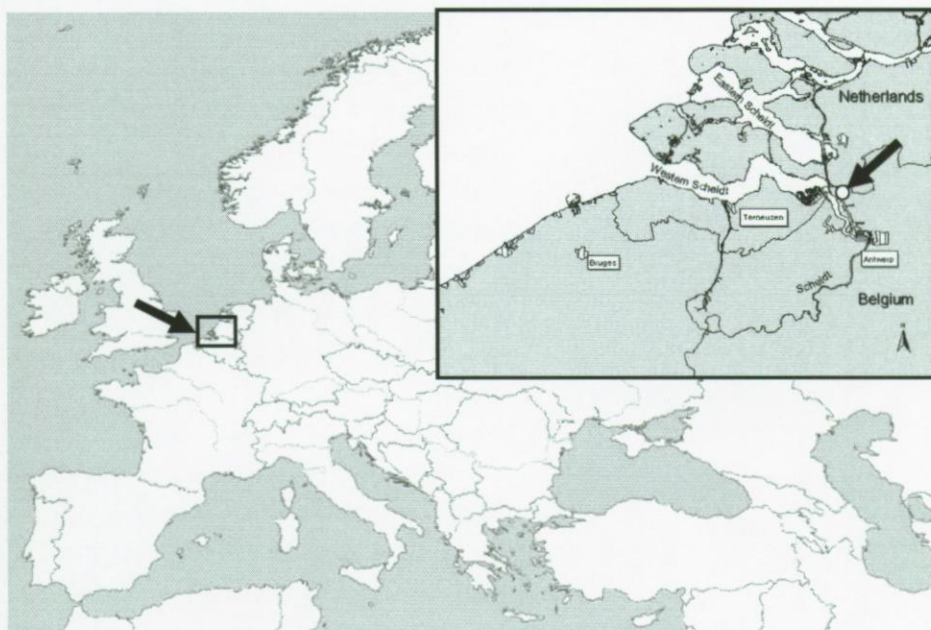 Netherlands
Eastern Scheldt
Western Scheldt
Terneuzen
Bruges
Antwerp
Scheldt
Belgium
N